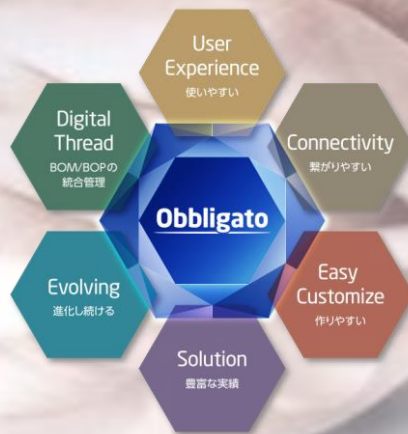 User
Experience
使いやすい
Digital
Thread
BOM/BOPの
統合管理
Connectivity
繋がりやすい
Obbligato
Evolving
進化し続ける
Easy
Customize
作りやすい
Solution
豊富な実績